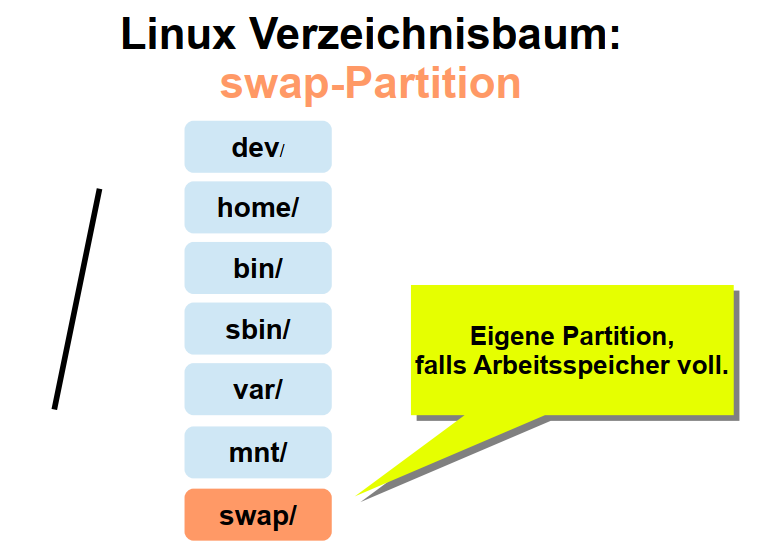 Linux Verzeichnisbaum:
swap-Partition
dev/
home/
/
bin/
sbin/
var/
mnt/
swap/
Eigene Partition,
falls Arbeitsspeicher voll.